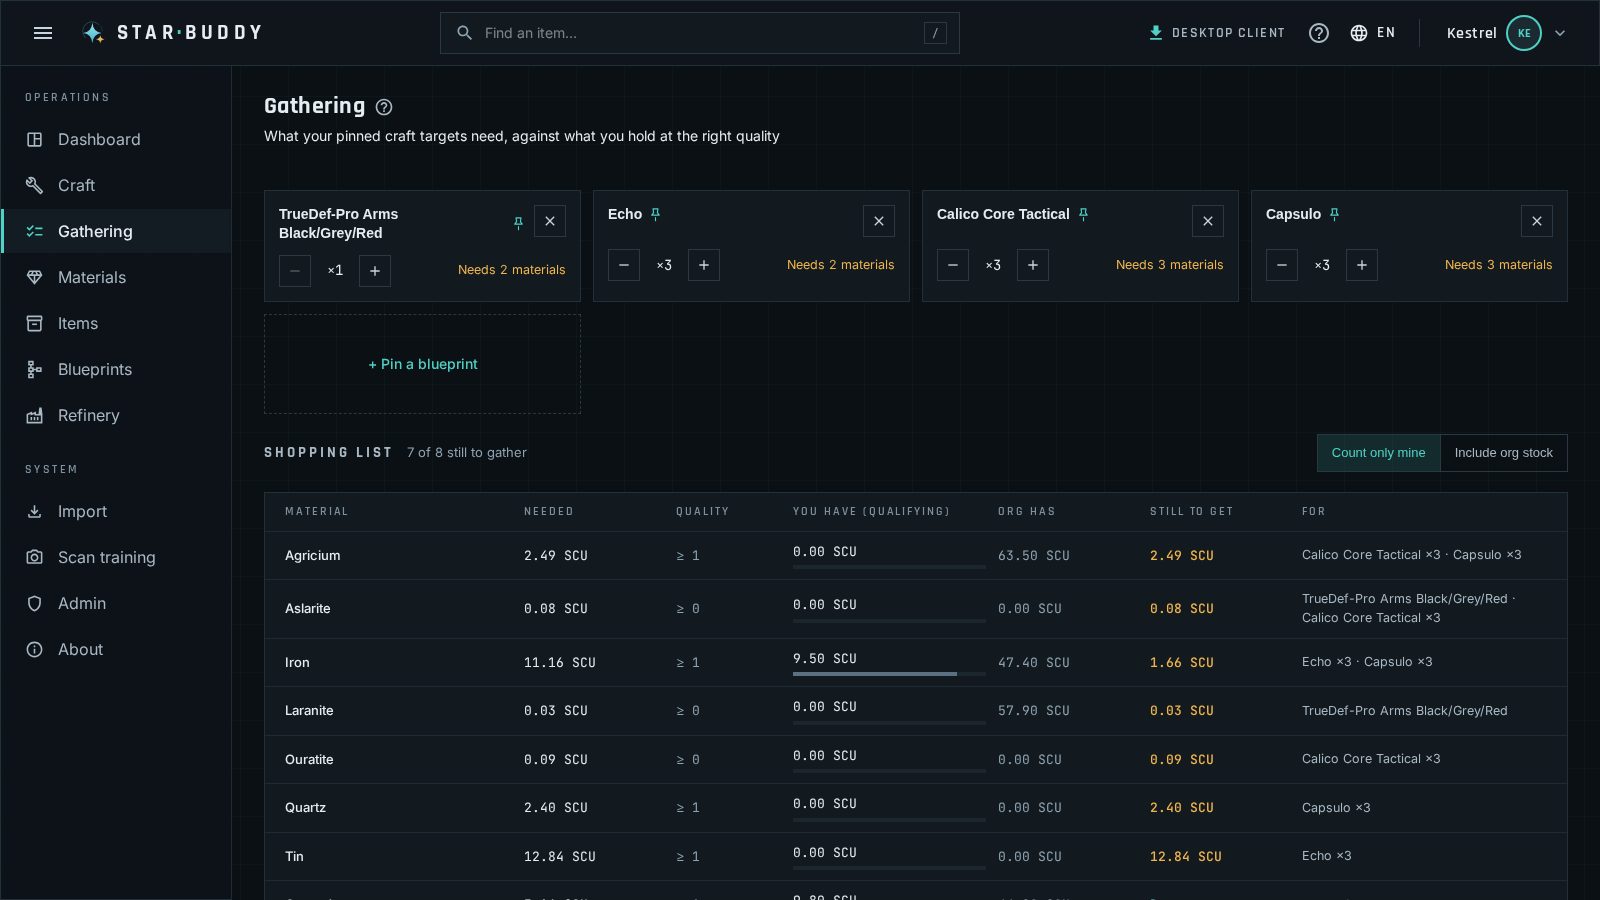 STAR·BUDDY
Find an item...
/
DESKTOP CLIENT
EN
Kestrel
KE
OPERATIONS
Dashboard
Craft
Gathering
Materials
Items
Blueprints
Refinery
SYSTEM
Import
Scan training
Admin
About
Gathering
What your pinned craft targets need, against what you hold at the right quality
TrueDef-Pro Arms
Black/Grey/Red
×1
Needs 2 materials
Echo
×3
Needs 2 materials
Calico Core Tactical
×3
Needs 3 materials
Capsulo
×3
Needs 3 materials
+ Pin a blueprint
SHOPPING LIST 7 of 8 still to gather
Count only mine Include org stock
MATERIAL NEEDED QUALITY YOU HAVE (QUALIFYING) ORG HAS STILL TO GET FOR
Agricium 2.49 SCU ≥ 1 0.00 SCU 63.50 SCU 2.49 SCU Calico Core Tactical ×3 · Capsulo ×3
Aslarite 0.08 SCU ≥ 0 0.00 SCU 0.00 SCU 0.08 SCU TrueDef-Pro Arms Black/Grey/Red ·
Calico Core Tactical ×3
Iron 11.16 SCU ≥ 1 9.50 SCU 47.40 SCU 1.66 SCU Echo ×3 · Capsulo ×3
Laranite 0.03 SCU ≥ 0 0.00 SCU 57.90 SCU 0.03 SCU TrueDef-Pro Arms Black/Grey/Red
Ouratite 0.09 SCU ≥ 0 0.00 SCU 0.00 SCU 0.09 SCU Calico Core Tactical ×3
Quartz 2.40 SCU ≥ 1 0.00 SCU 0.00 SCU 2.40 SCU Capsulo ×3
Tin 12.84 SCU ≥ 1 0.00 SCU 0.00 SCU 12.84 SCU Echo ×3